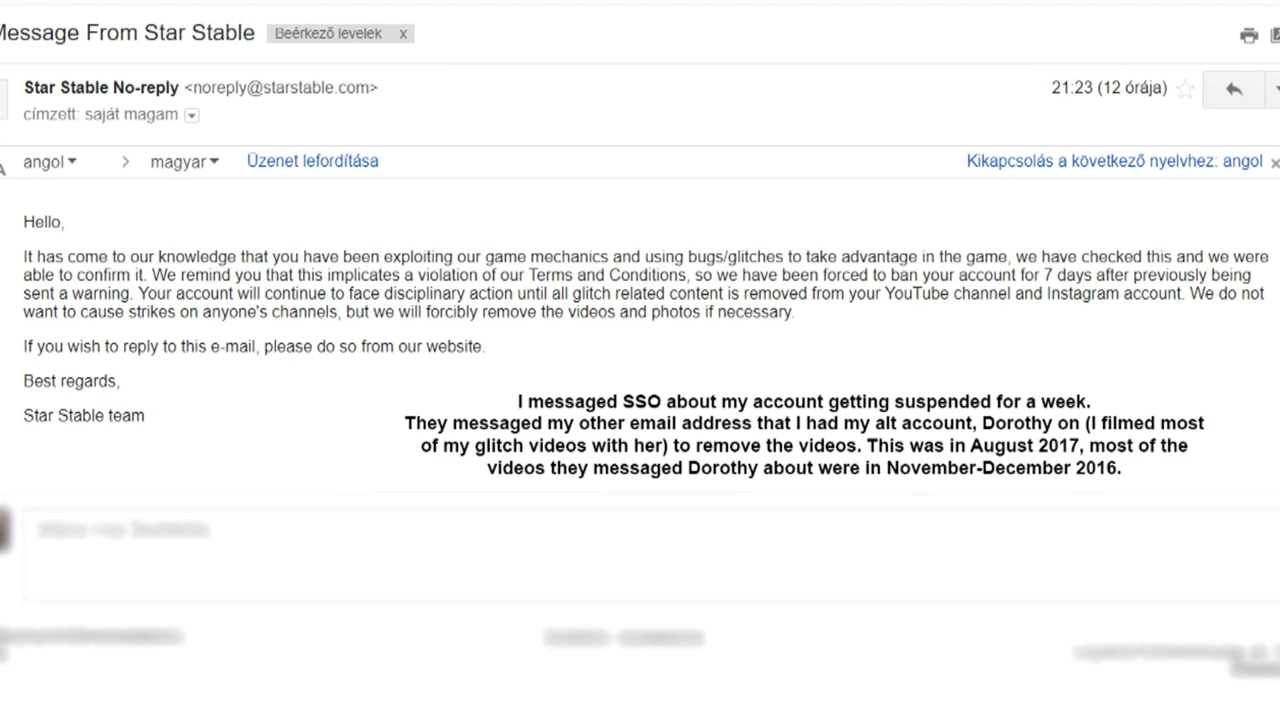 Message From Star Stable Beérkező levelek x
Star Stable No-reply <noreply@starstable.com> 21:23 (12 órája)
címzett: saját magam
angol > magyar Üzenet lefordítása Kikapcsolás a következő nyelvhez: angol x
Hello,
It has come to our knowledge that you have been exploiting our game mechanics and using bugs/glitches to take advantage in the game, we have checked this and we were
able to confirm it. We remind you that this implicates a violation of our Terms and Conditions, so we have been forced to ban your account for 7 days after previously being
sent a warning. Your account will continue to face disciplinary action until all glitch related content is removed from your YouTube channel and Instagram account. We do not
want to cause strikes on anyone's channels, but we will forcibly remove the videos and photos if necessary.
If you wish to reply to this e-mail, please do so from our website.
Best regards,
Star Stable team
I messaged SSO about my account getting suspended for a week.
They messaged my other email address that I had my alt account, Dorothy on (I filmed most
of my glitch videos with her) to remove the videos. This was in August 2017, most of the
videos they messaged Dorothy about were in November-December 2016.